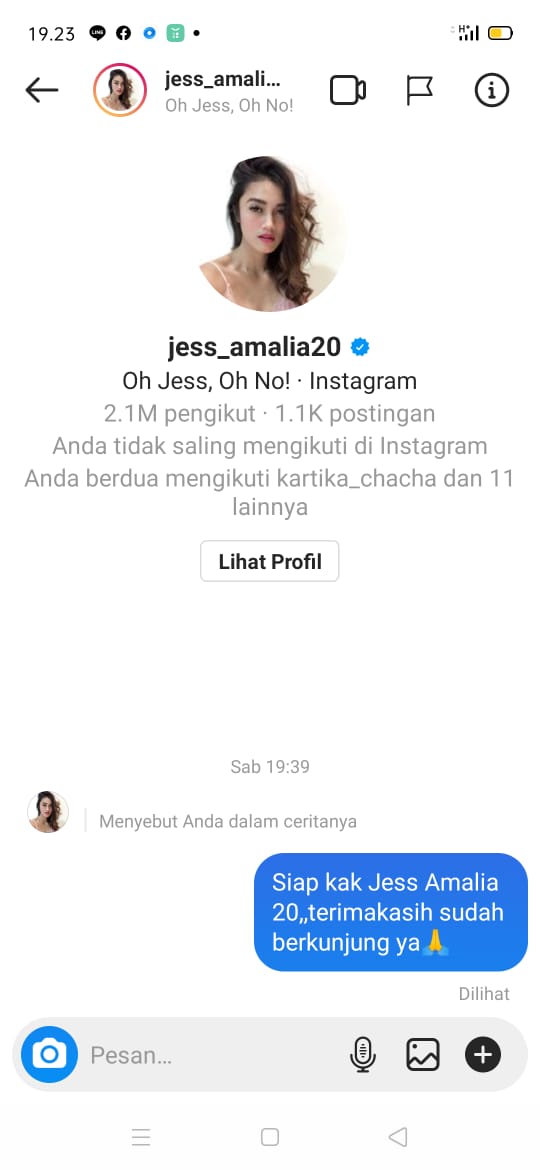 19.23
LINE
H+
jess_amali...
Oh Jess, Oh No!
jess_amalia20
Oh Jess, Oh No! · Instagram
2.1M pengikut · 1.1K postingan
Anda tidak saling mengikuti di Instagram
Anda berdua mengikuti kartika_chacha dan 11
lainnya
Lihat Profil
Sab 19:39
Menyebut Anda dalam ceritanya
Siap kak Jess Amalia
20,,terimakasih sudah
berkunjung ya🙏
Dilihat
Pesan...